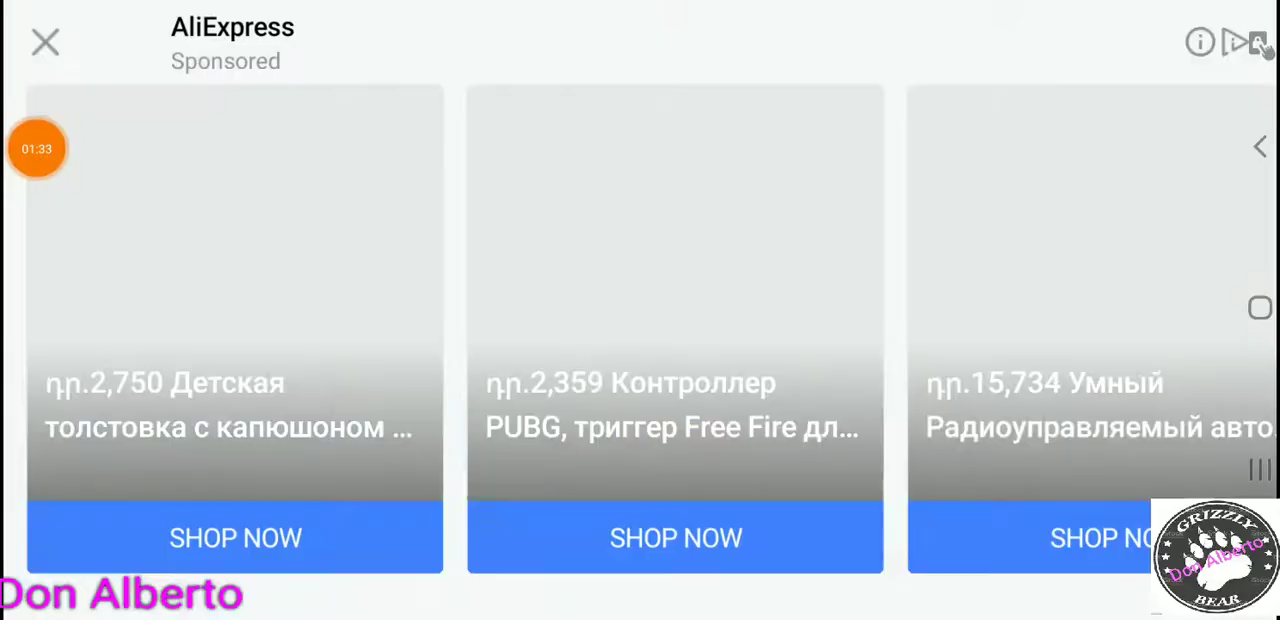 AliExpress
Sponsored
01:33
դր.2,750 Детская
толстовка с капюшоном ...
SHOP NOW
դր.2,359 Контроллер
PUBG, триггер Free Fire дл...
SHOP NOW
դր.15,734 Умный
Радиоуправляемый авто
SHOP NO
Don Alberto
GRIZZLY
Don Alberto
BEAR